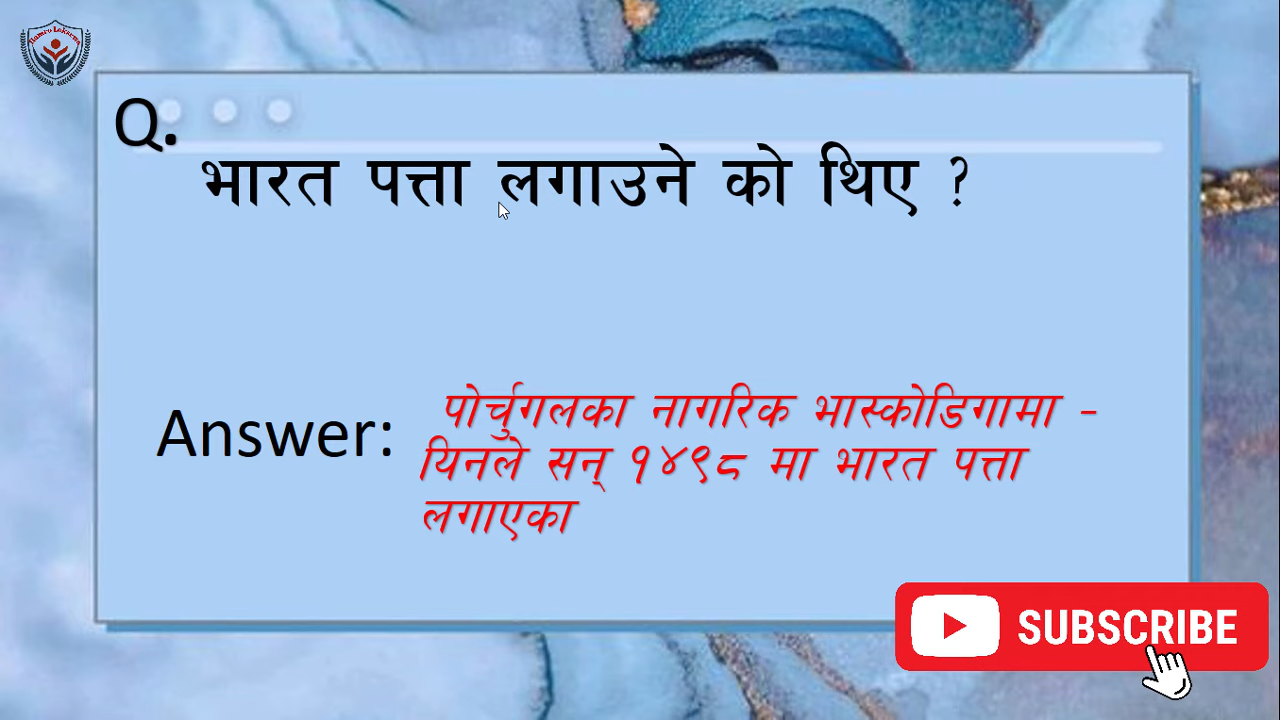 Q.
भारत पत्ता लगाउने को थिए ?
Answer:
पोर्चुगलका नागरिक भास्कोडिगामा -
यिनले सन् १४९८ मा भारत पत्ता
लगाएका
SUBSCRIBE